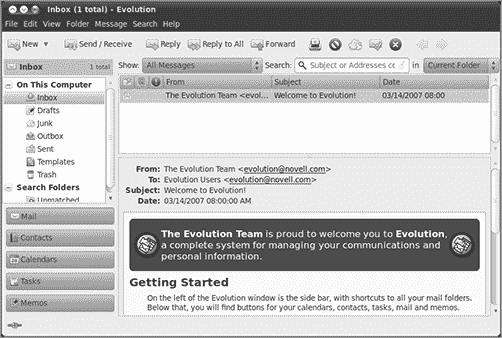 Inbox (1 total) - Evolution
File Edit View Folder Message Search Help
New Send / Receive Reply Reply to All Forward
Inbox 1 total Show: All Messages Search: Subject or Addresses cc in Current Folder
On This Computer
Inbox
Drafts
Junk
Outbox
Sent
Templates
Trash
Search Folders
Unmatched
Mail
Contacts
Calendars
Tasks
Memos
From Subject Date
The Evolution Team <evol... Welcome to Evolution! 03/14/2007 08:00
From: The Evolution Team <evolution@novell.com>
To: Evolution Users <evolution@novell.com>
Subject: Welcome to Evolution!
Date: 03/14/2007 08:00:00 AM
The Evolution Team is proud to welcome you to Evolution,
a complete system for managing your communications and
personal information.
Getting Started
On the left of the Evolution window is the side bar, with shortcuts to all your mail folders.
Below that, you will find buttons for your calendars, contacts, tasks, mail and memos.